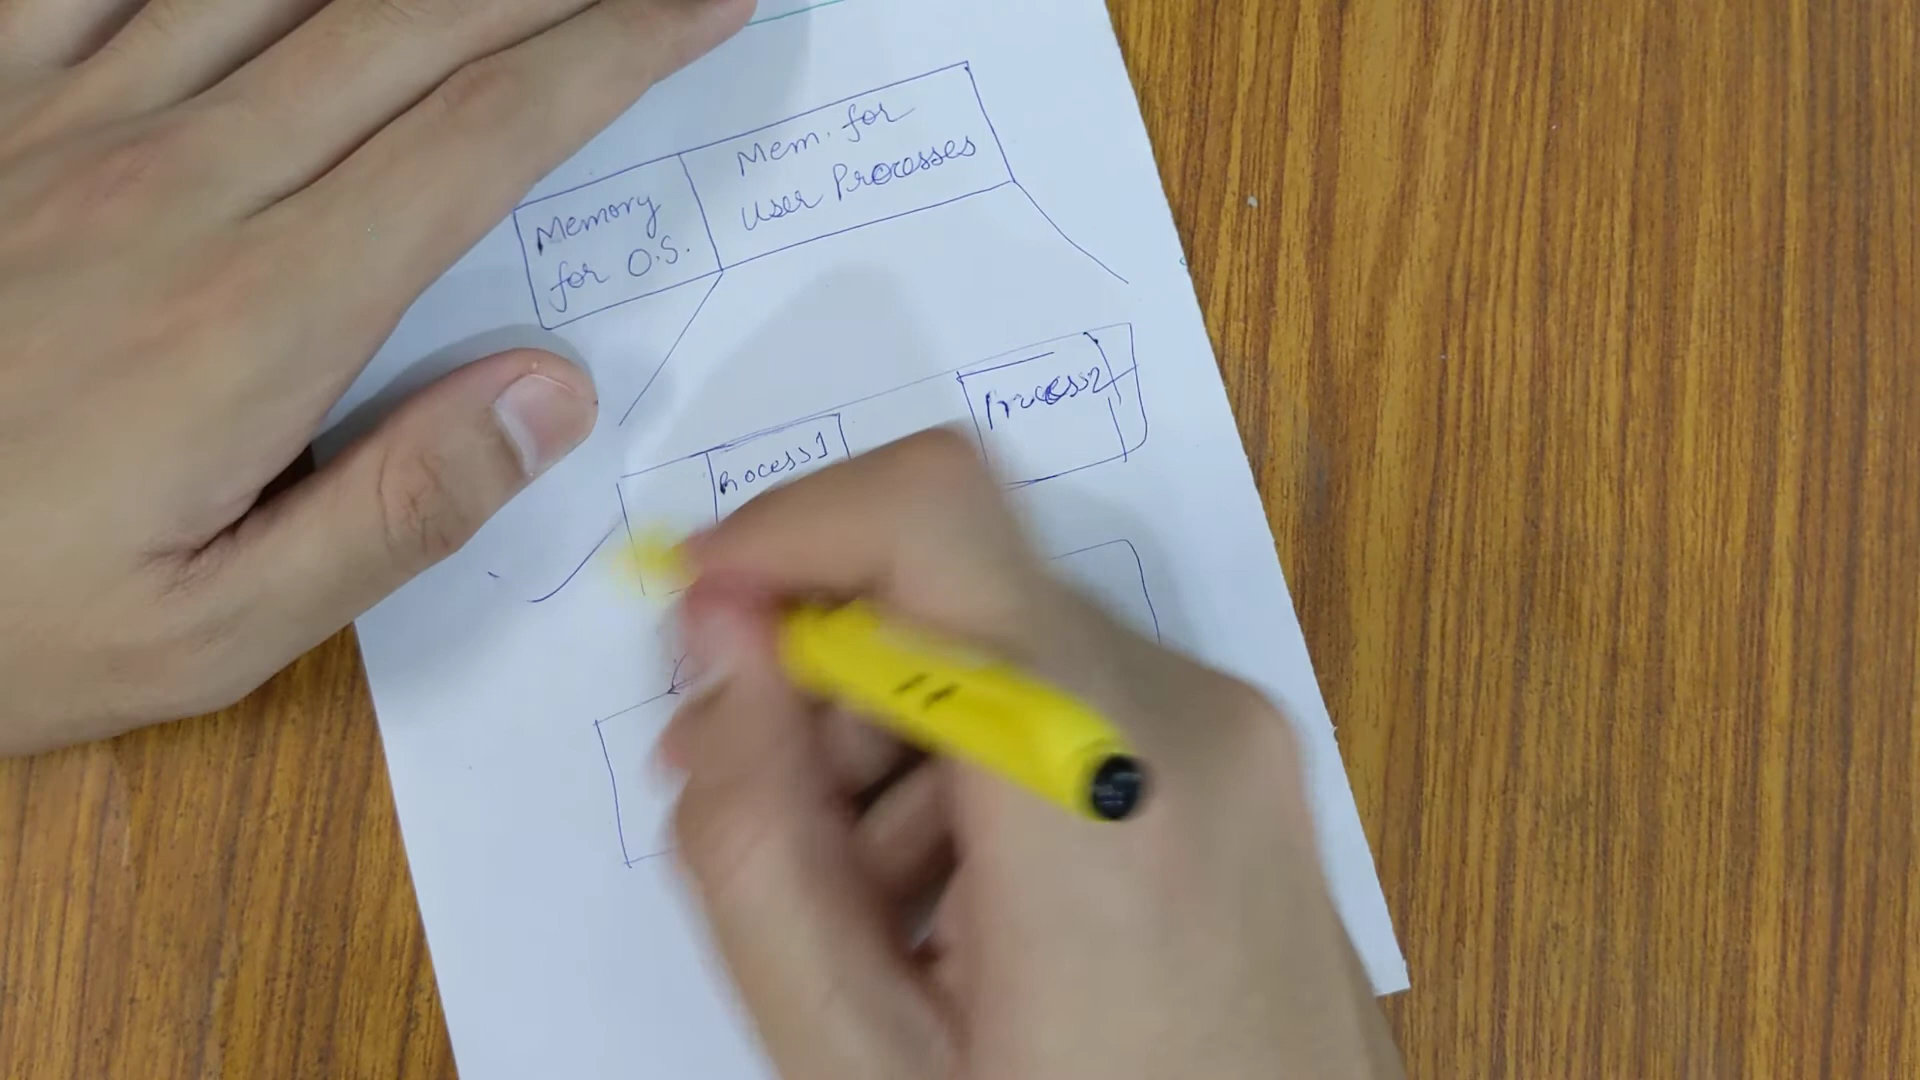 Memory
for O.S.
Mem. for
User Processes
Process1
Process2